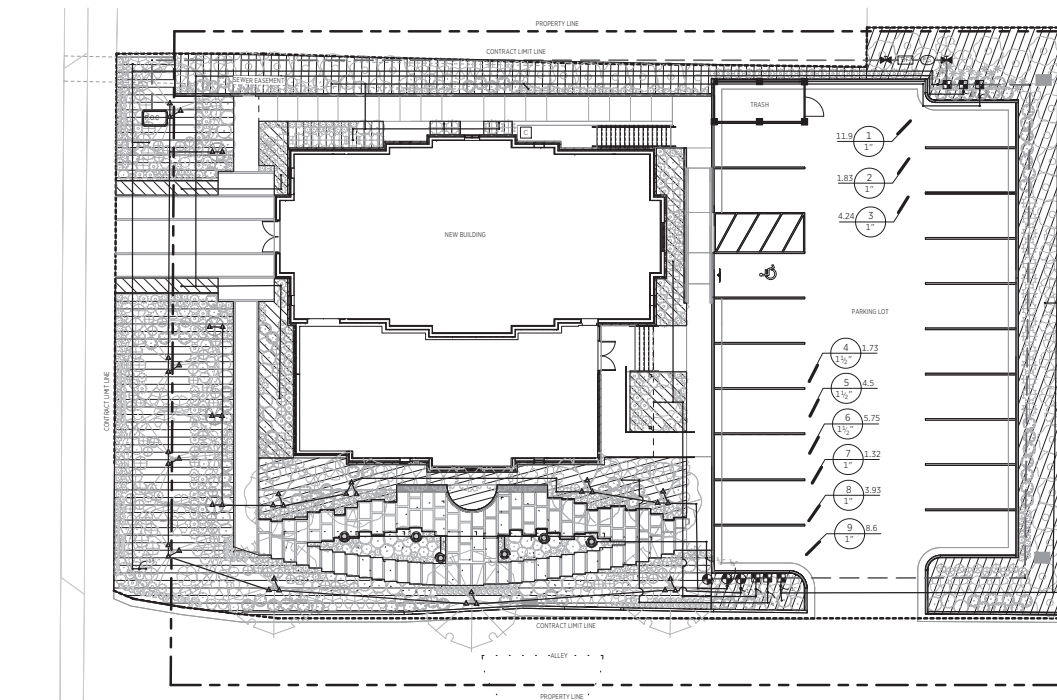 PROPERTY LINE
CONTRACT LIMIT LINE
SEWER EASEMENT
TRASH
C
11.9
1
1"
1.83
2
1"
4.24
3
1"
NEW BUILDING
PARKING LOT
4
1.73
1½"
5
4.5
1½"
6
5.75
1½"
7
1.32
1"
8
3.93
1"
9
8.6
1"
CONTRACT LIMIT LINE
CONTRACT LIMIT LINE
ALLEY
PROPERTY LINE